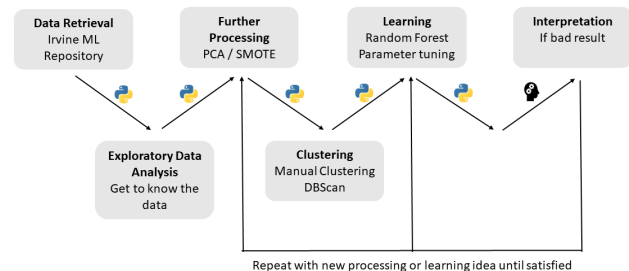 Data Retrieval
Irvine ML
Repository
Further
Processing
PCA / SMOTE
Learning
Random Forest
Parameter tuning
Interpretation
If bad result
Exploratory Data
Analysis
Get to know the
data
Clustering
Manual Clustering
DBScan
Repeat with new processing or learning idea until satisfied